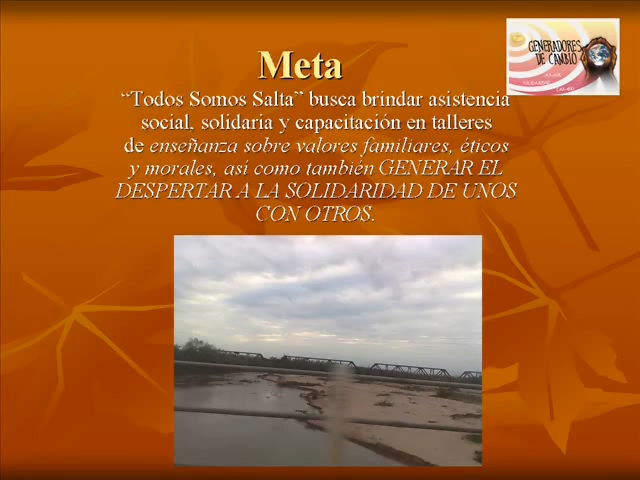 Meta
“Todos Somos Salta” busca brindar asistencia
social, solidaria y capacitación en talleres
de enseñanza sobre valores familiares, éticos
y morales, así como también GENERAR EL
DESPERTAR A LA SOLIDARIDAD DE UNOS
CON OTROS.
GENERADORES
DE CAMBIO